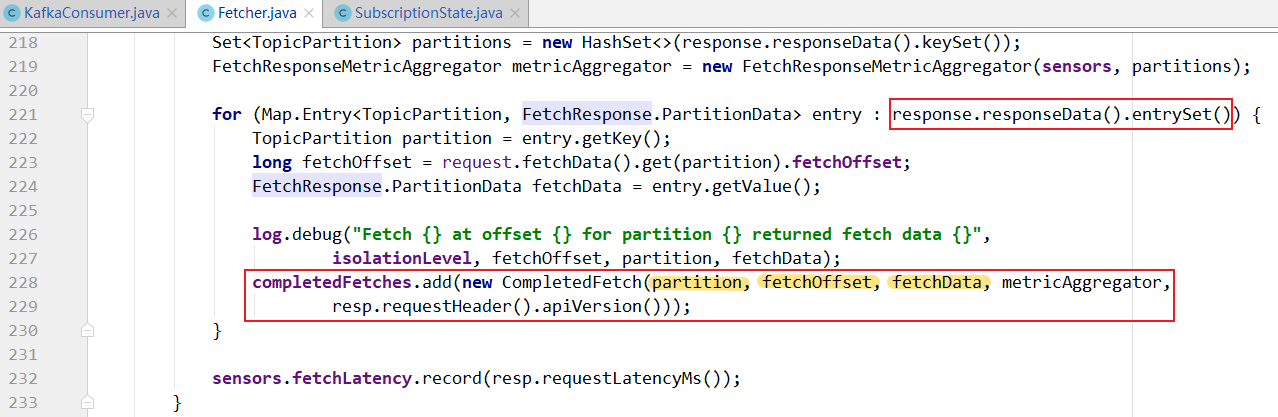 KafkaConsumer.java × Fetcher.java × SubscriptionState.java ×
218 Set<TopicPartition> partitions = new HashSet<>(response.responseData().keySet());
219 FetchResponseMetricAggregator metricAggregator = new FetchResponseMetricAggregator(sensors, partitions);
220
221 for (Map.Entry<TopicPartition, FetchResponse.PartitionData> entry : response.responseData().entrySet()) {
222 TopicPartition partition = entry.getKey();
223 long fetchOffset = request.fetchData().get(partition).fetchOffset;
224 FetchResponse.PartitionData fetchData = entry.getValue();
225
226 log.debug("Fetch {} at offset {} for partition {} returned fetch data {}",
227 isolationLevel, fetchOffset, partition, fetchData);
228 completedFetches.add(new CompletedFetch(partition, fetchOffset, fetchData, metricAggregator,
229 resp.requestHeader().apiVersion()));
230 }
231
232 sensors.fetchLatency.record(resp.requestLatencyMs());
233 }